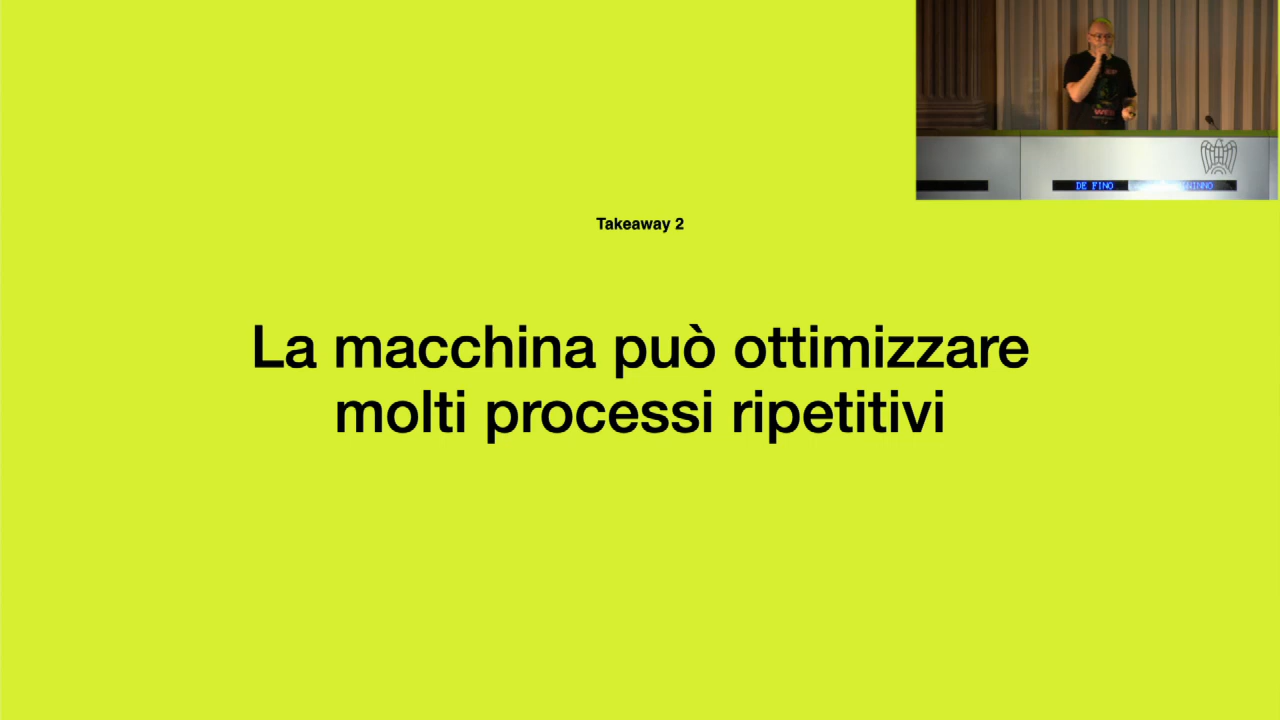 Takeaway 2
La macchina può ottimizzare
molti processi ripetitivi
DE FINO